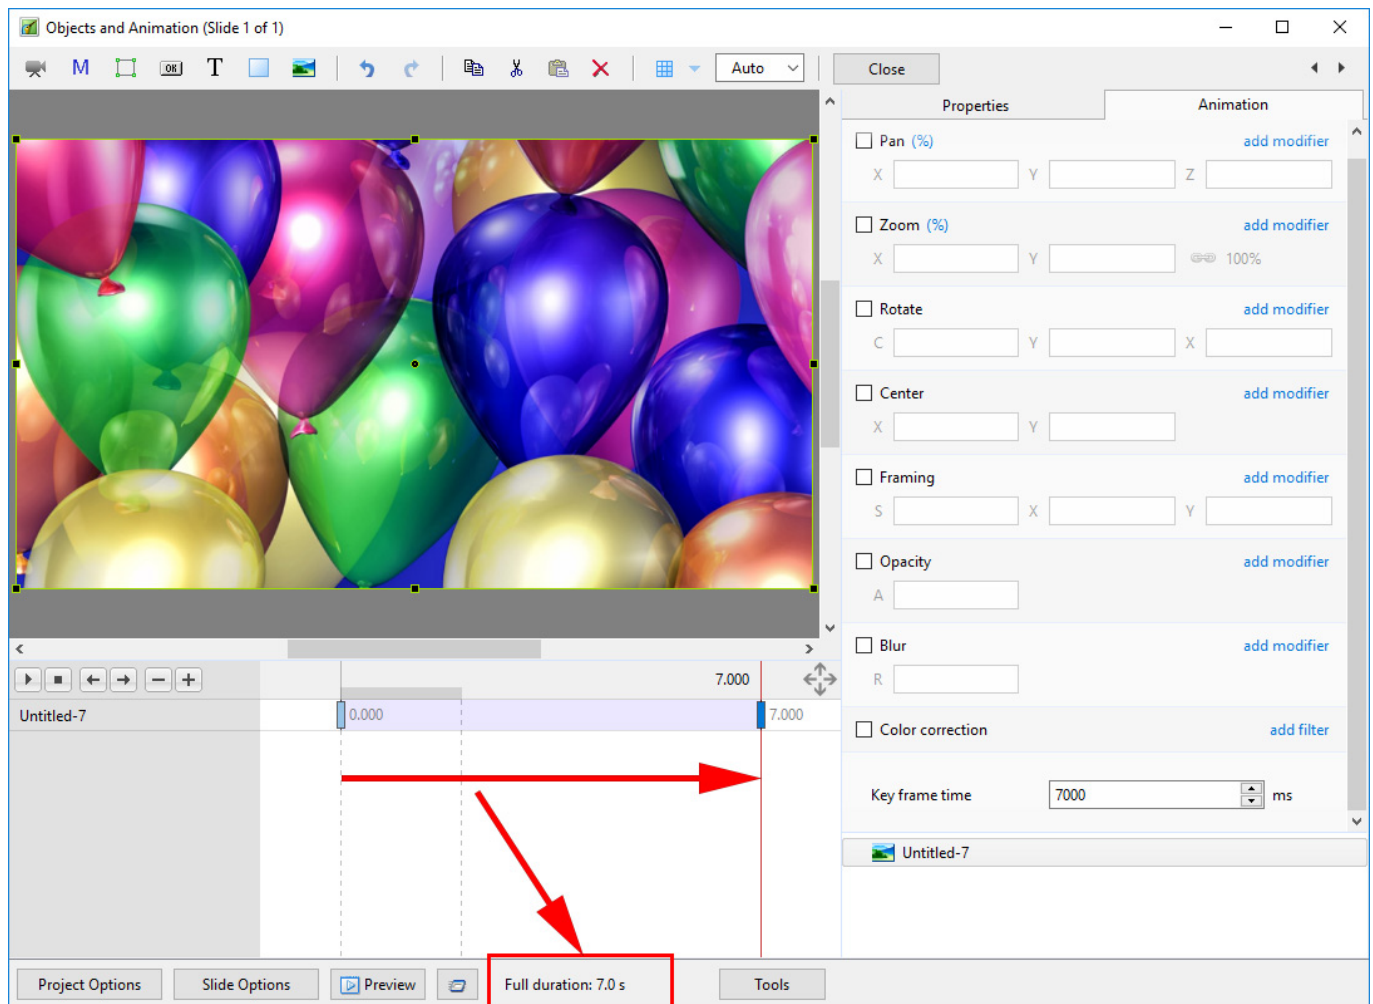 Objects and Animation (Slide 1 of 1)
M OK T Auto Close
Properties Animation
Pan (%) add modifier
X Y Z
Zoom (%) add modifier
X Y 100%
Rotate add modifier
C Y X
Center add modifier
X Y
Framing add modifier
S X Y
Opacity add modifier
A
Blur add modifier
R
7.000
Untitled-7 0.000 7.000
Color correction add filter
Key frame time 7000 ms
Untitled-7
Project Options Slide Options Preview Full duration: 7.0 s Tools